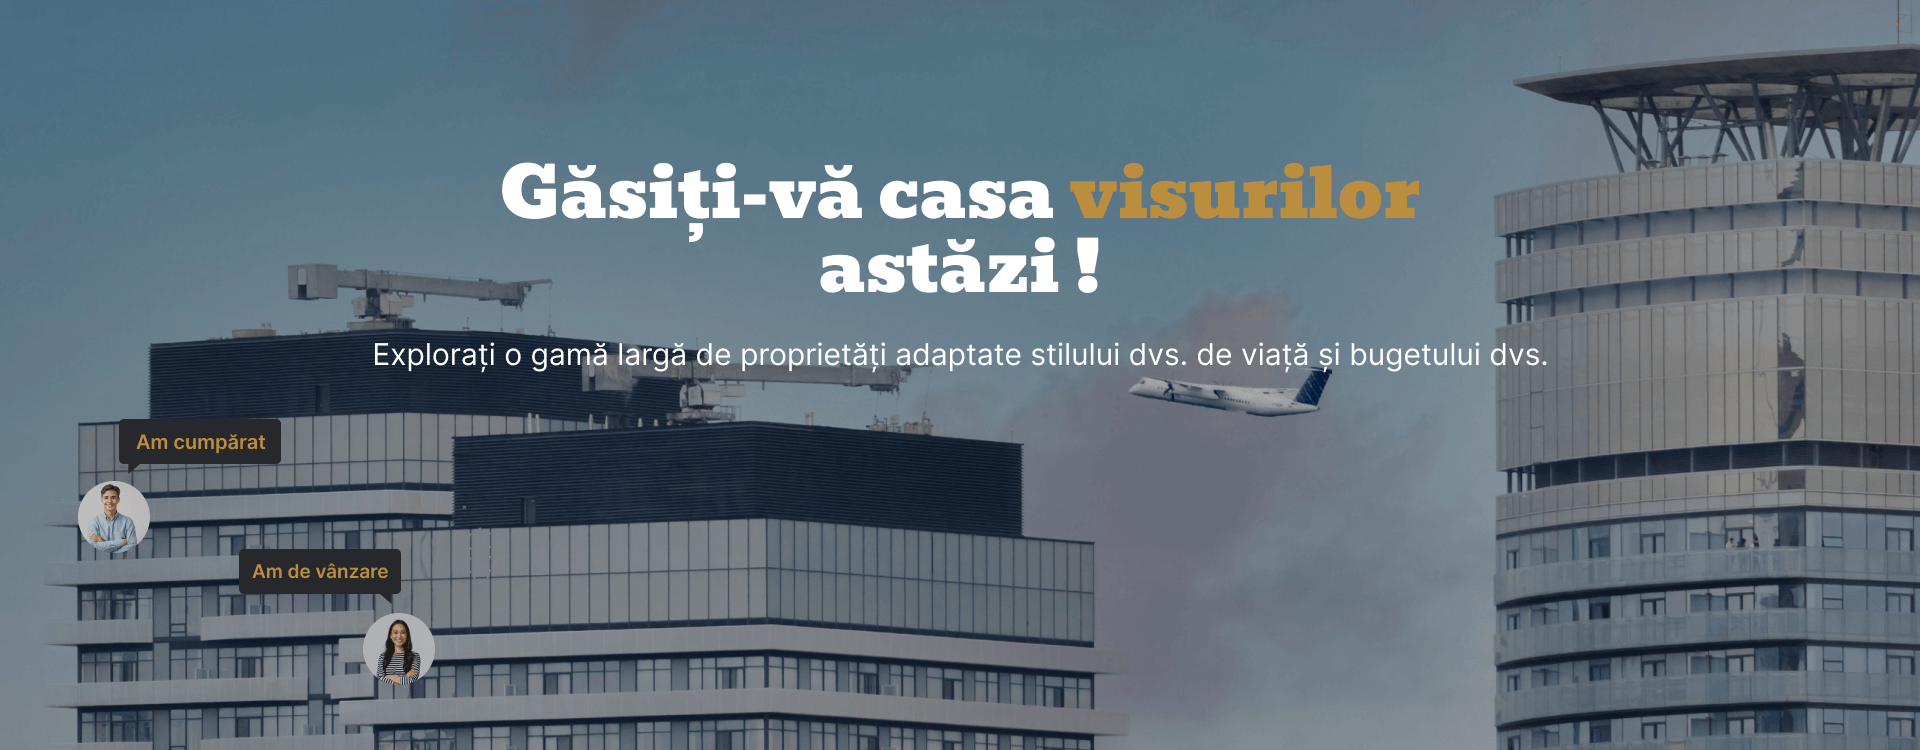 Găsiți-vă casa visurilor
astăzi !
Explorați o gamă largă de proprietăți adaptate stilului dvs. de viață și bugetului dvs.
Am cumpărat
Am de vânzare